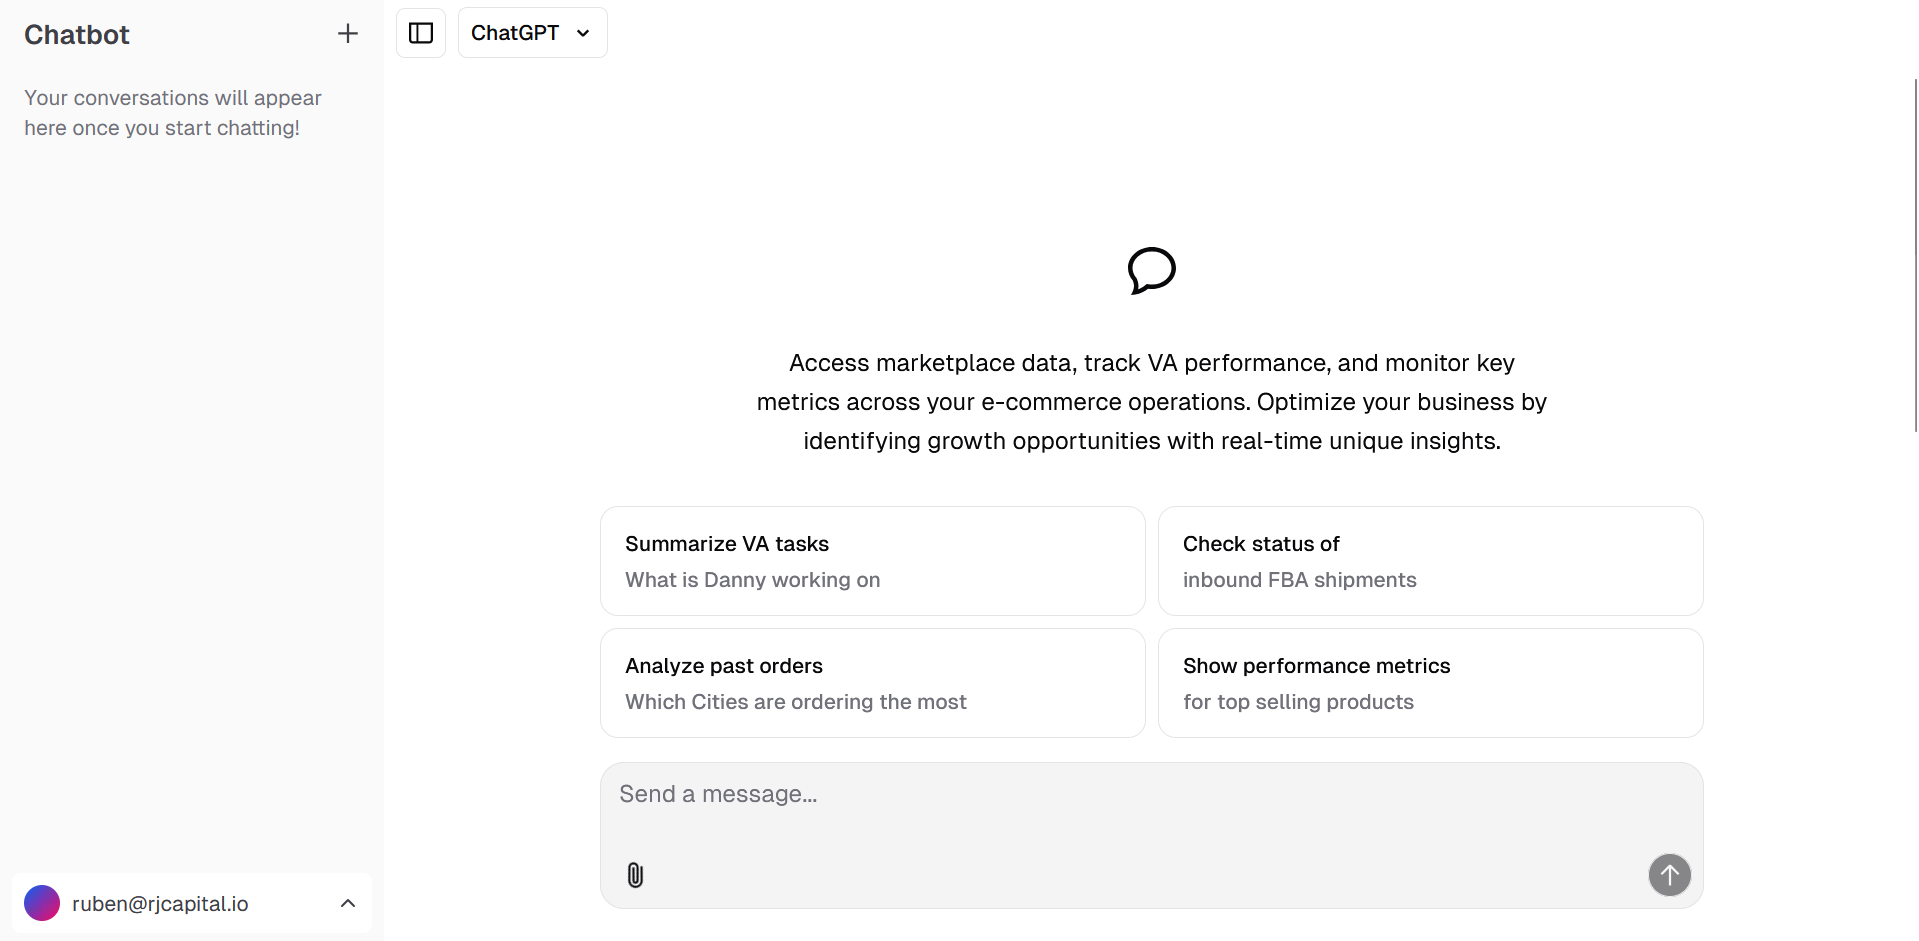 Chatbot
Your conversations will appear
here once you start chatting!
ruben@rjcapital.io
ChatGPT
Access marketplace data, track VA performance, and monitor key
metrics across your e-commerce operations. Optimize your business by
identifying growth opportunities with real-time unique insights.
Summarize VA tasks
What is Danny working on
Check status of
inbound FBA shipments
Analyze past orders
Which Cities are ordering the most
Show performance metrics
for top selling products
Send a message...